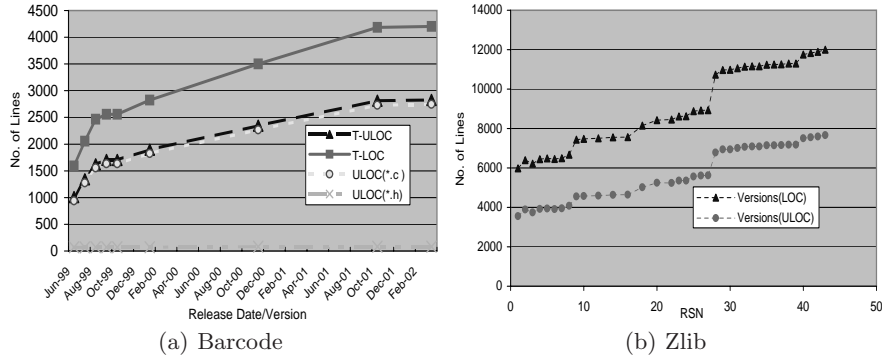 4500
4000
3500
3000
2500
2000
1500
1000
500
0
No. of Lines
T-ULOC
T-LOC
ULOC(*.c )
ULOC(*.h)
Jun-99
Aug-99
Oct-99
Dec-99
Feb-00
Apr-00
Jun-00
Aug-00
Oct-00
Dec-00
Feb-01
Apr-01
Jun-01
Aug-01
Oct-01
Dec-01
Feb-02
Release Date/Version
(a) Barcode
14000
12000
10000
8000
6000
4000
2000
0
No. of Lines
Versions(LOC)
Versions(ULOC)
0
10
20
30
40
50
RSN
(b) Zlib